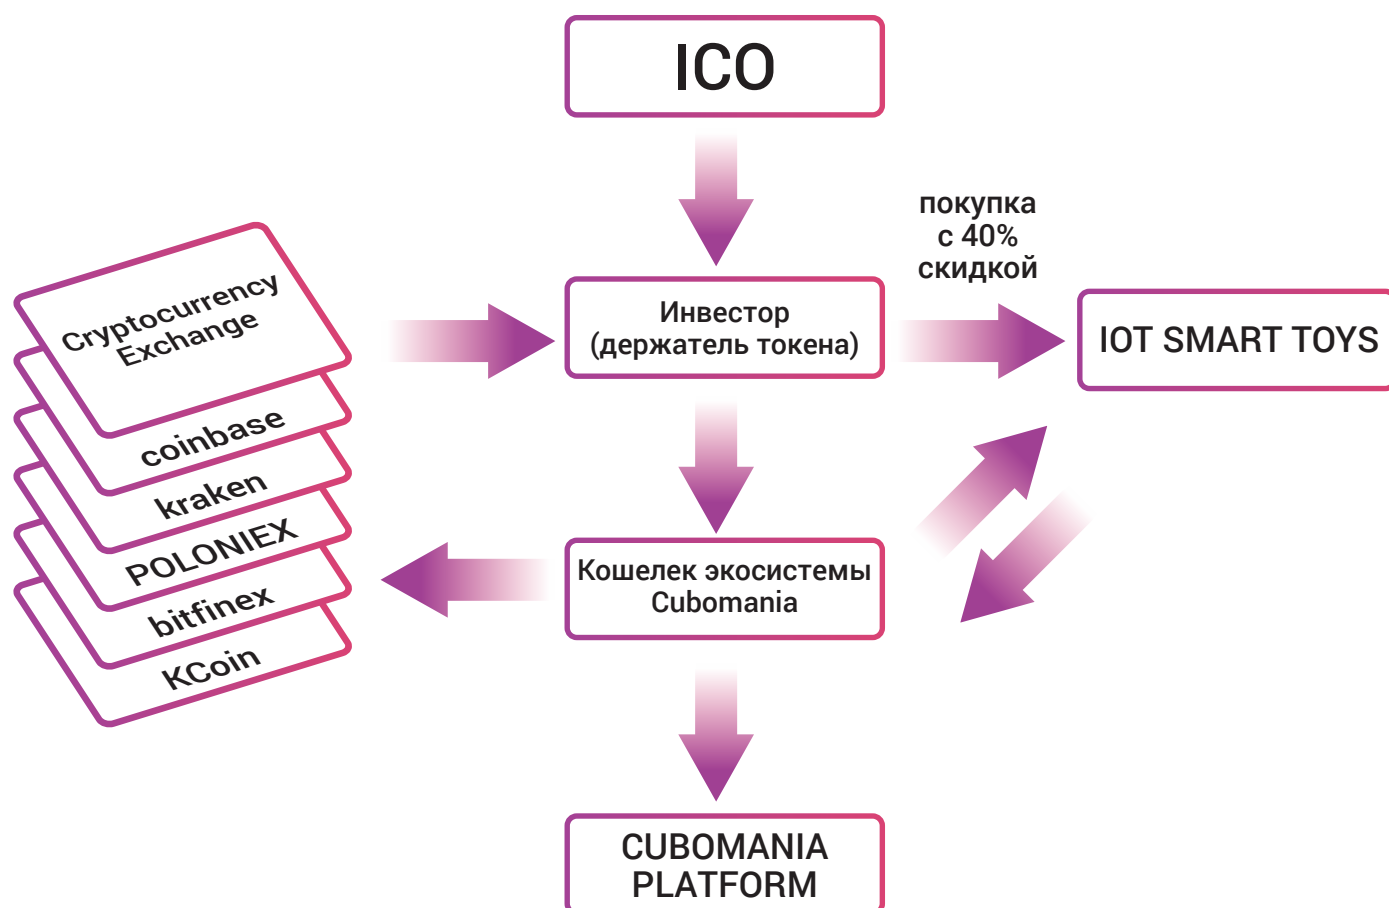 ICO
покупка
с 40%
скидкой
Cryptocurrency
Exchange
Инвестор
(держатель токена)
IOT SMART TOYS
coinbase
kraken
POLONIEX
bitfinex
KCoin
Кошелек экосистемы
Cubomania
CUBOMANIA
PLATFORM